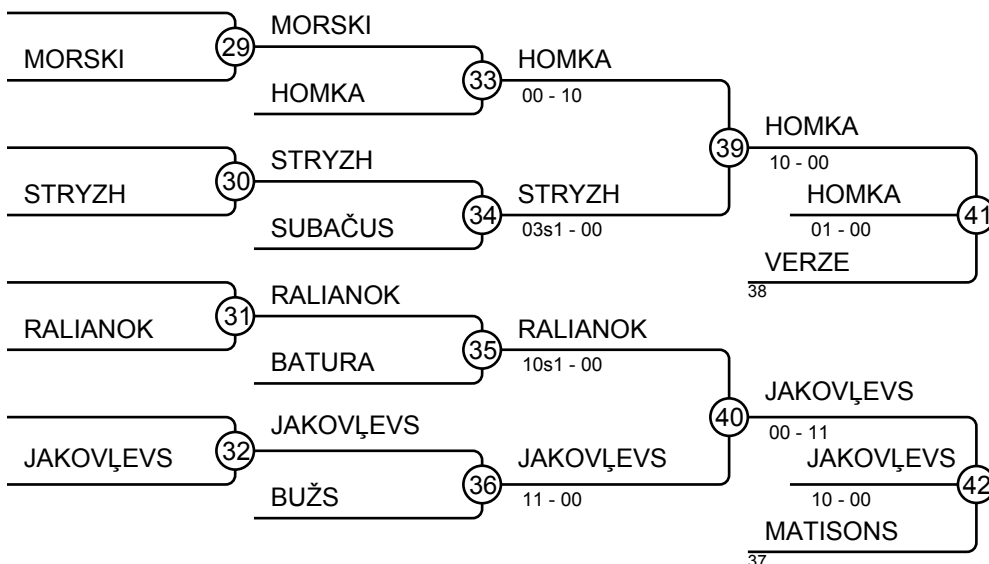 MORSKI
29
MORSKI
HOMKA
33
HOMKA
00 - 10
STRYZH
30
STRYZH
SUBAČUS
34
STRYZH
03s1 - 00
39
HOMKA
10 - 00
HOMKA
01 - 00
41
VERZE
38
RALIANOK
31
RALIANOK
BATURA
35
RALIANOK
10s1 - 00
JAKOVĻEVS
32
JAKOVĻEVS
BUŽS
36
JAKOVĻEVS
11 - 00
40
JAKOVĻEVS
00 - 11
JAKOVĻEVS
10 - 00
42
MATISONS
37